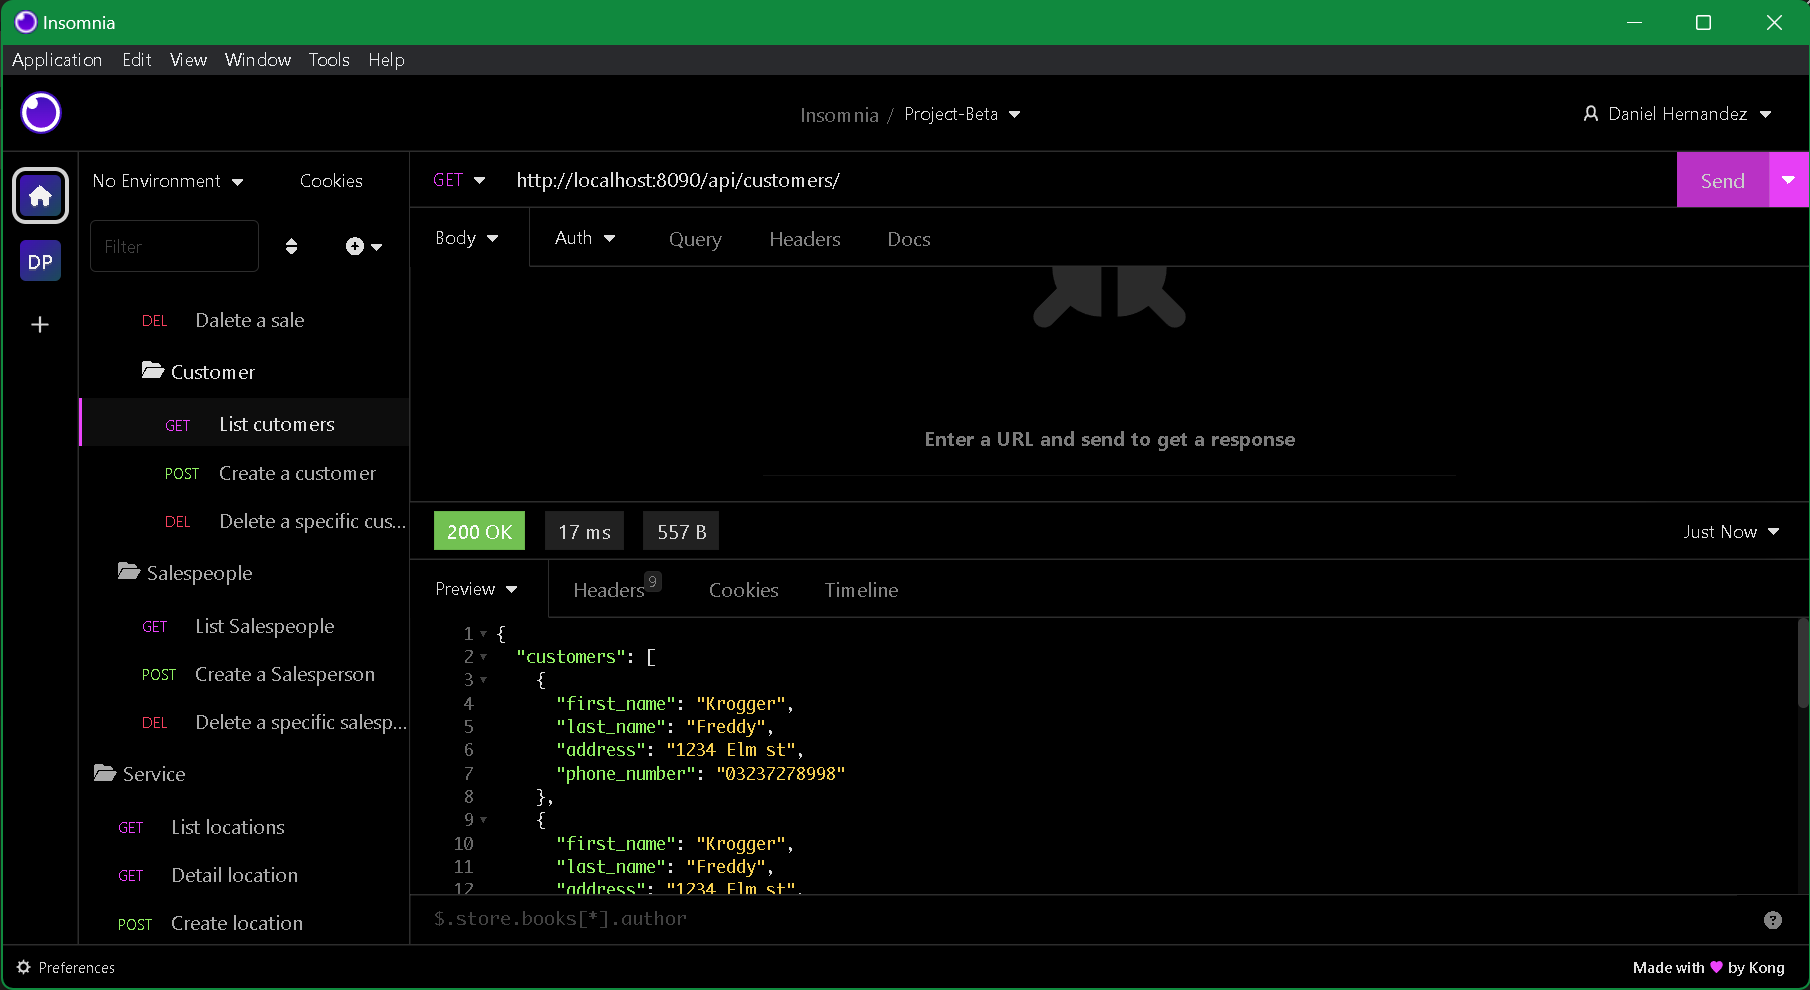 Insomnia
Application Edit View Window Tools Help
Insomnia / Project-Beta
Daniel Hernandez
No Environment
Cookies
GET http://localhost:8090/api/customers/
Send
Filter
Body Auth Query Headers Docs
DP
DEL Dalete a sale
Customer
GET List cutomers
POST Create a customer
DEL Delete a specific cus...
Salespeople
GET List Salespeople
POST Create a Salesperson
DEL Delete a specific salesp...
Service
GET List locations
GET Detail location
POST Create location
Enter a URL and send to get a response
200 OK 17 ms 557 B
Just Now
Preview Headers 9 Cookies Timeline
1 {
2 "customers": [
3 {
4 "first_name": "Krogger",
5 "last_name": "Freddy",
6 "address": "1234 Elm st",
7 "phone_number": "03237278998"
8 },
9 {
10 "first_name": "Krogger",
11 "last_name": "Freddy",
12 "address": "1234 Elm st",
$.store.books[*].author
?
Preferences
Made with ♥ by Kong